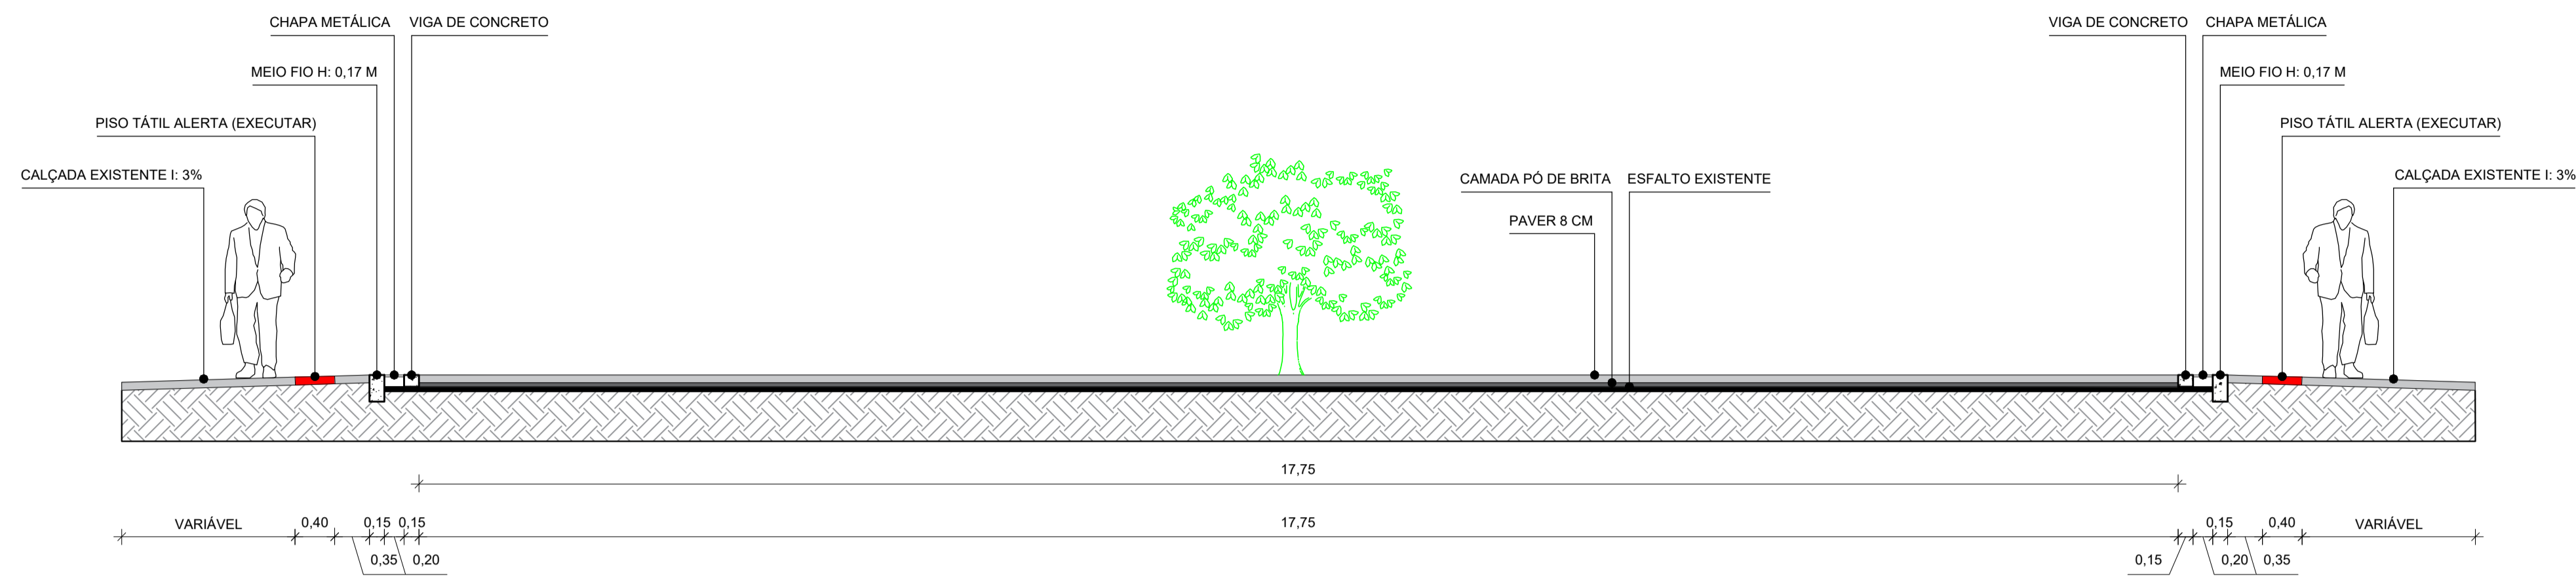 CHAPA METÁLICA VIGA DE CONCRETO
VIGA DE CONCRETO CHAPA METÁLICA
MEIO FIO H: 0,17 M
MEIO FIO H: 0,17 M
PISO TÁTIL ALERTA (EXECUTAR)
PISO TÁTIL ALERTA (EXECUTAR)
CALÇADA EXISTENTE I: 3%
CAMADA PÓ DE BRITA ESFALTO EXISTENTE
CALÇADA EXISTENTE I: 3%
PAVER 8 CM
17,75
VARIÁVEL 0,40 0,15 0,15 17,75 0,15 0,40 VARIÁVEL
0,35 0,20 0,15 0,20 0,35